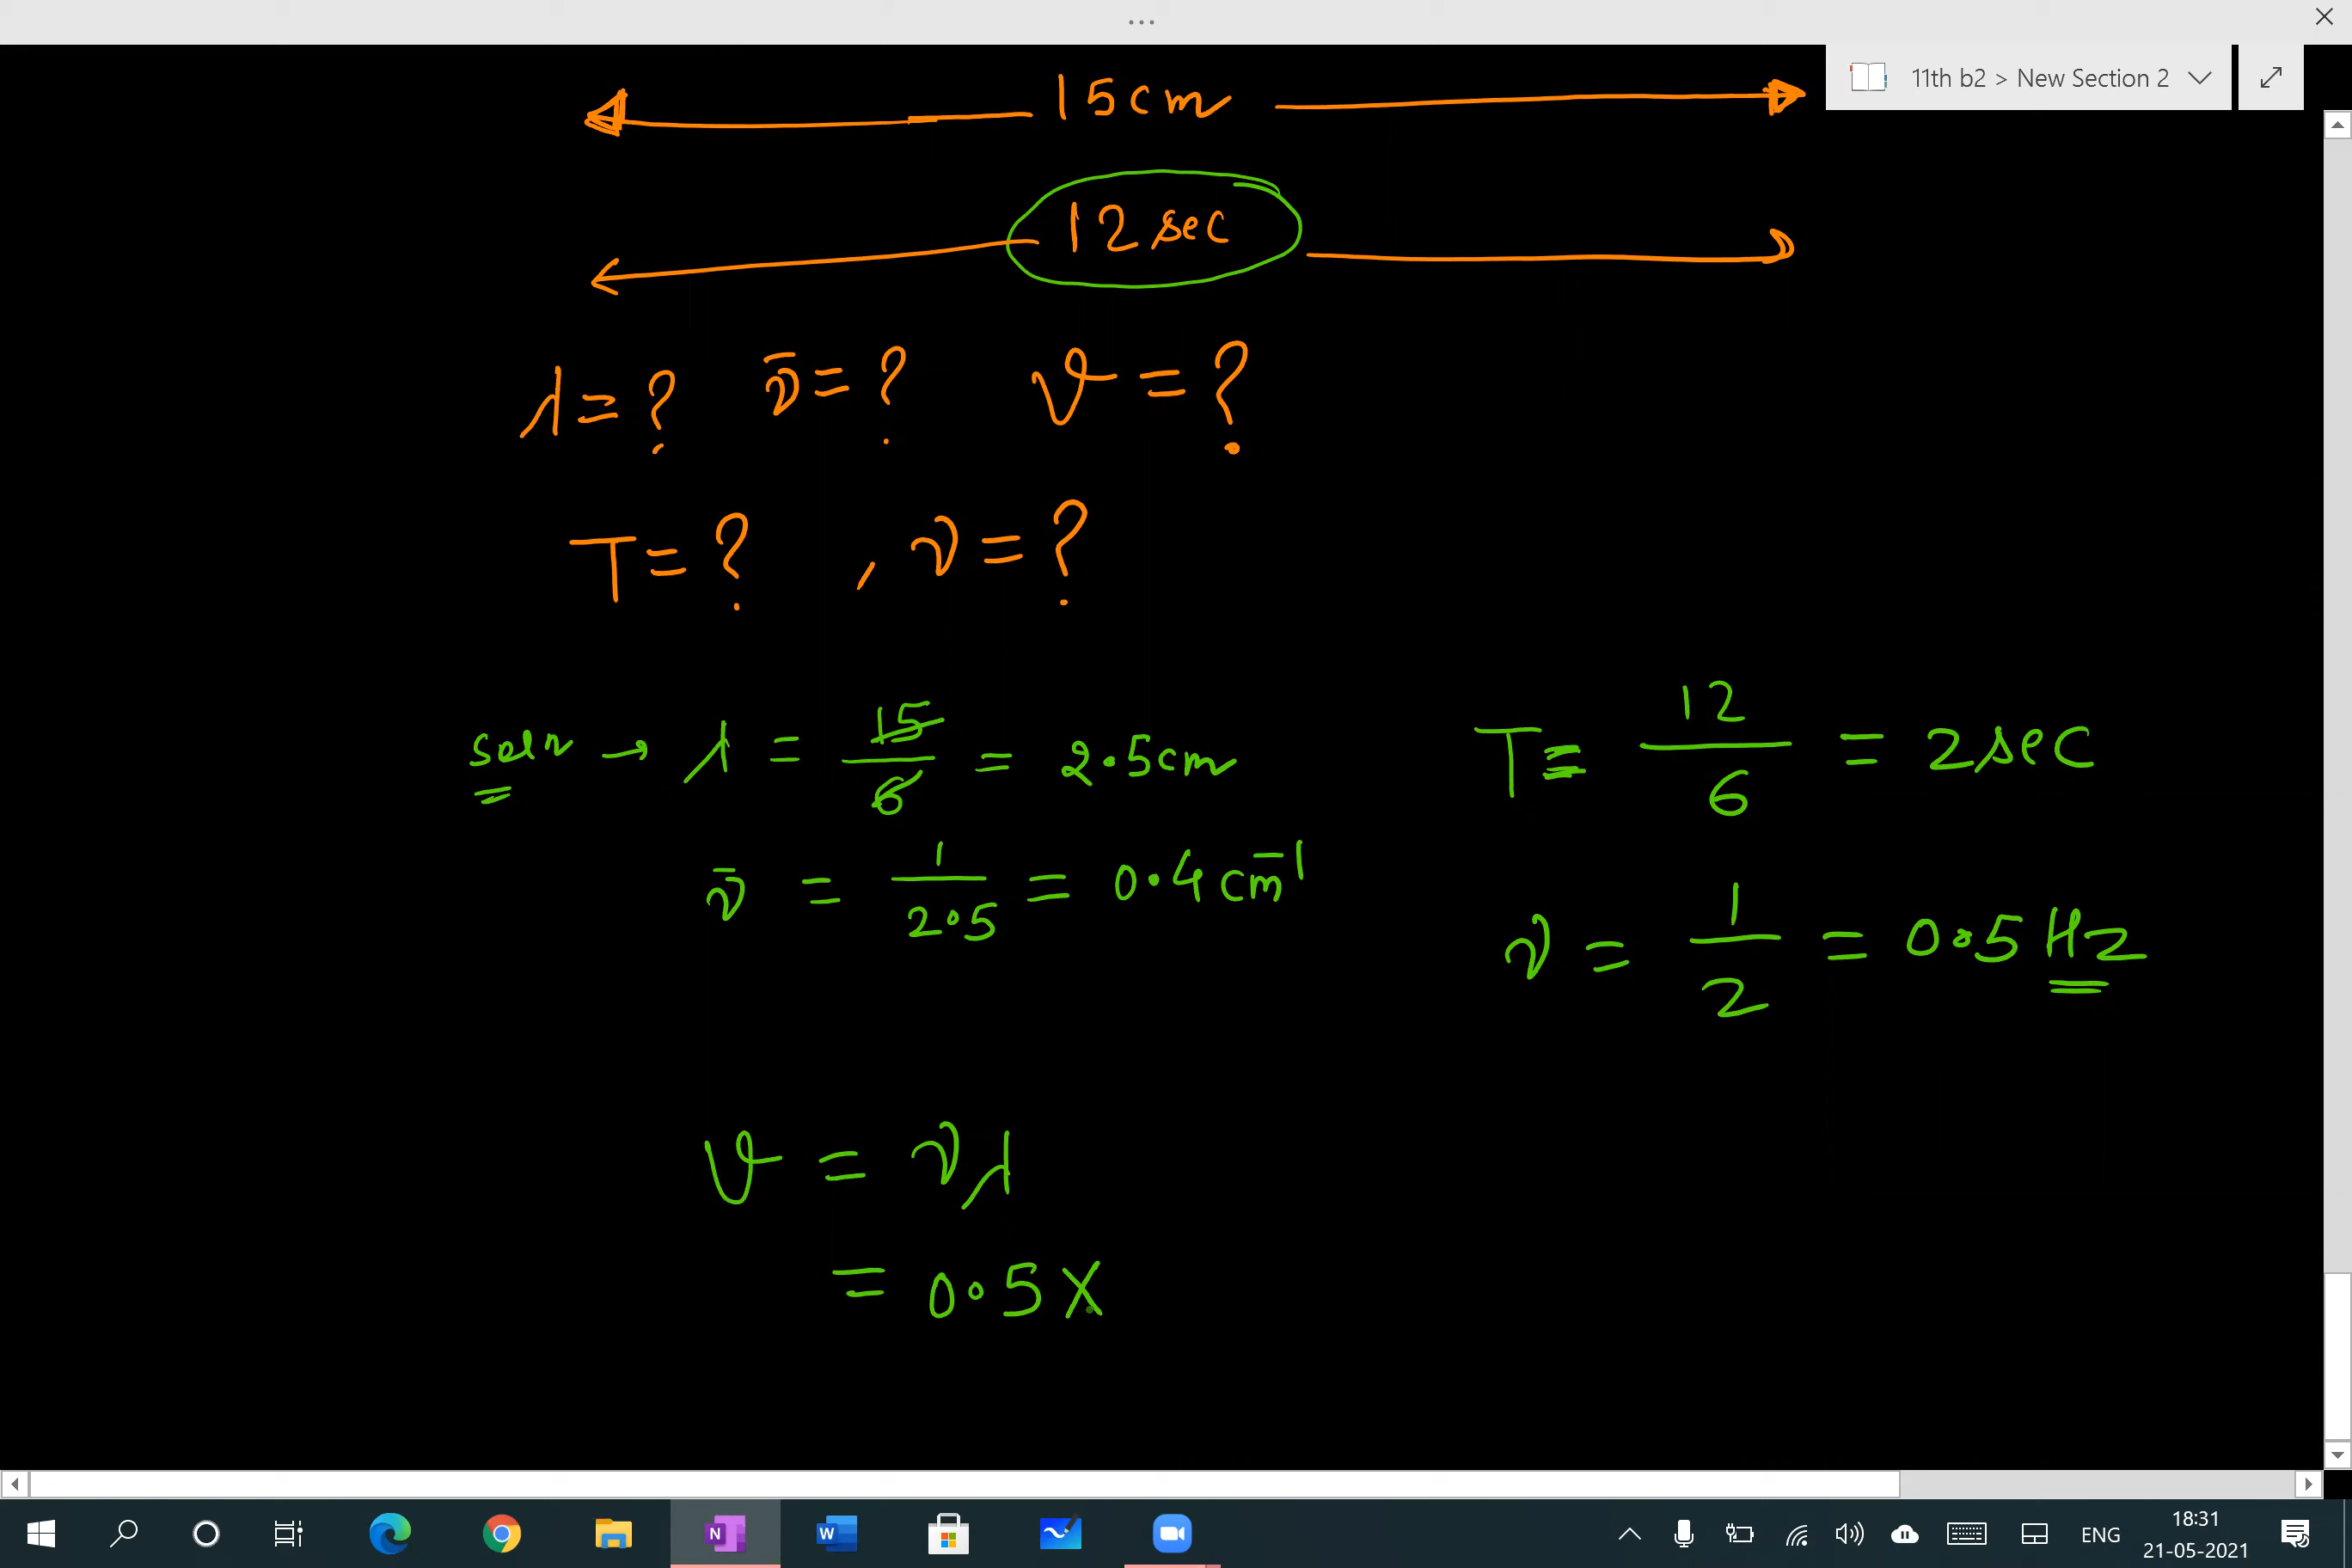 ...
11th b2 > New Section 2
15cm
12 sec
λ=? ν̄=? v=?
T=? , ν=?
soln → λ = 15/6 = 2.5cm
T= 12/6 = 2sec
ν̄ = 1/2.5 = 0.4 cm⁻¹
ν = 1/2 = 0.5 Hz
v = νλ
= 0.5 X
N
W
ENG
18:31
21-05-2021